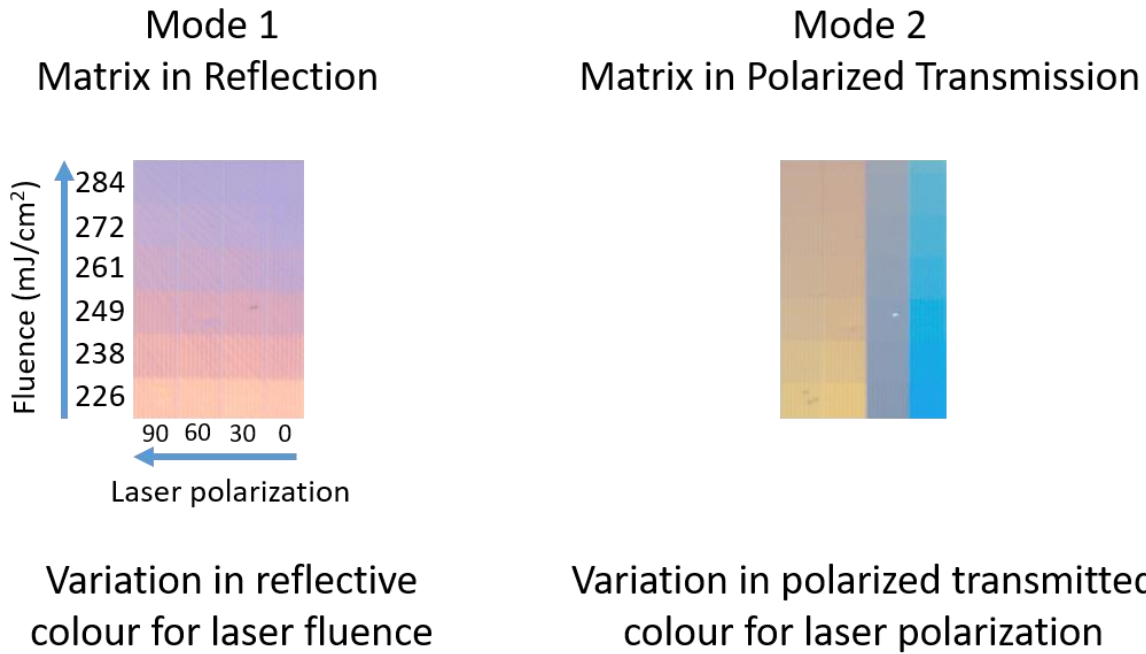 Mode 1
Matrix in Reflection
Mode 2
Matrix in Polarized Transmission
Fluence (mJ/cm²)
284
272
261
249
238
226
90 60 30 0
Laser polarization
Variation in reflective
colour for laser fluence
Variation in polarized transmitted
colour for laser polarization